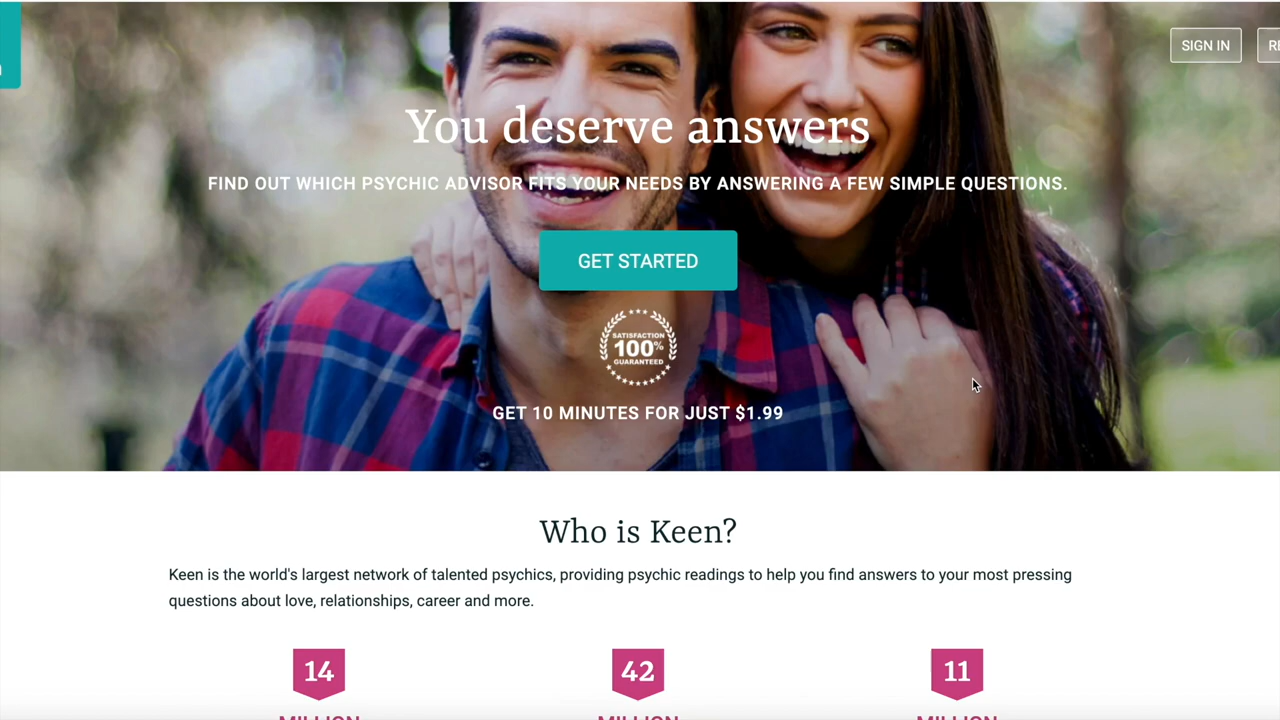 SIGN IN
You deserve answers
FIND OUT WHICH PSYCHIC ADVISOR FITS YOUR NEEDS BY ANSWERING A FEW SIMPLE QUESTIONS.
GET STARTED
SATISFACTION
100%
GUARANTEED
GET 10 MINUTES FOR JUST $1.99
Who is Keen?
Keen is the world's largest network of talented psychics, providing psychic readings to help you find answers to your most pressing
questions about love, relationships, career and more.
14 42 11
MILLION MILLION MILLION